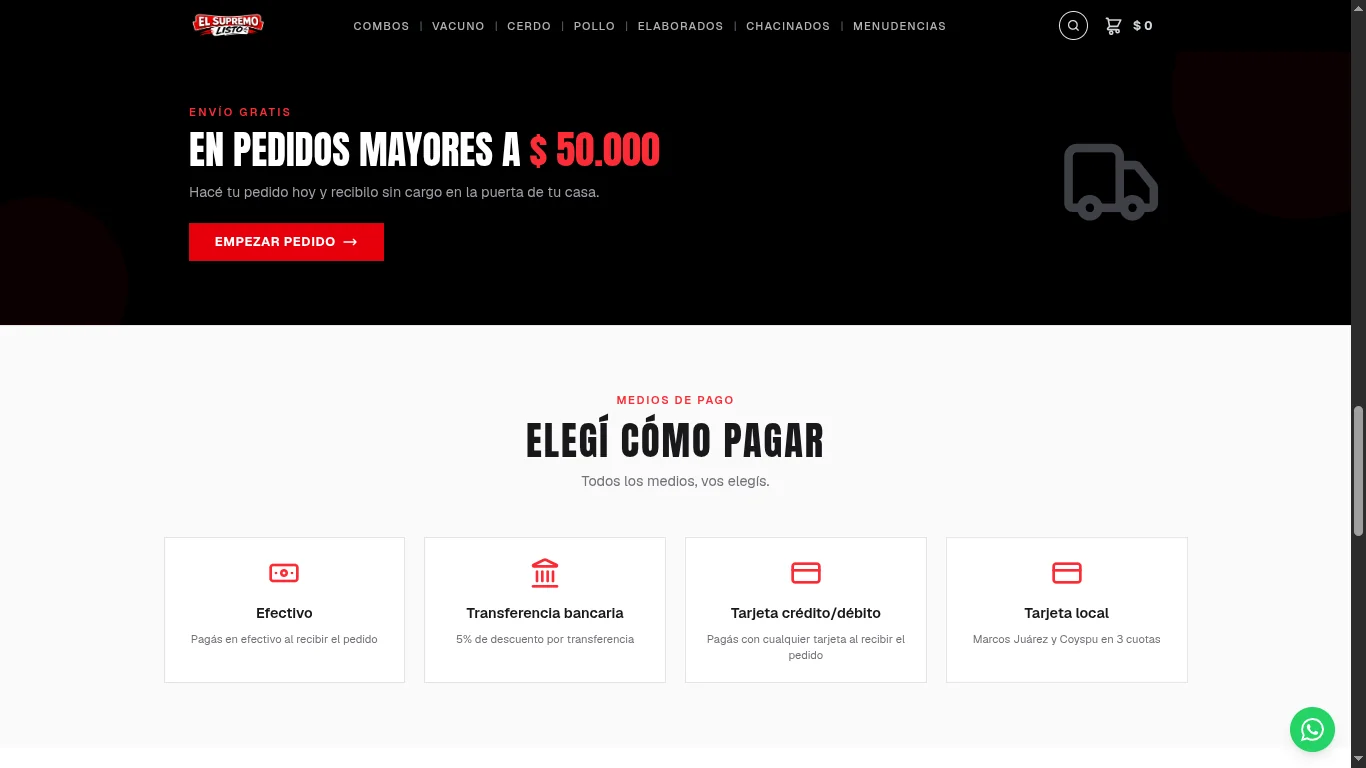 EL SUPREMO
LISTO
COMBOS | VACUNO | CERDO | POLLO | ELABORADOS | CHACINADOS | MENUDENCIAS
$ 0
ENVÍO GRATIS
EN PEDIDOS MAYORES A $ 50.000
Hacé tu pedido hoy y recibilo sin cargo en la puerta de tu casa.
EMPEZAR PEDIDO →
MEDIOS DE PAGO
ELEGÍ CÓMO PAGAR
Todos los medios, vos elegís.
Efectivo
Pagás en efectivo al recibir el pedido
Transferencia bancaria
5% de descuento por transferencia
Tarjeta crédito/débito
Pagás con cualquier tarjeta al recibir el
pedido
Tarjeta local
Marcos Juárez y Coyspu en 3 cuotas